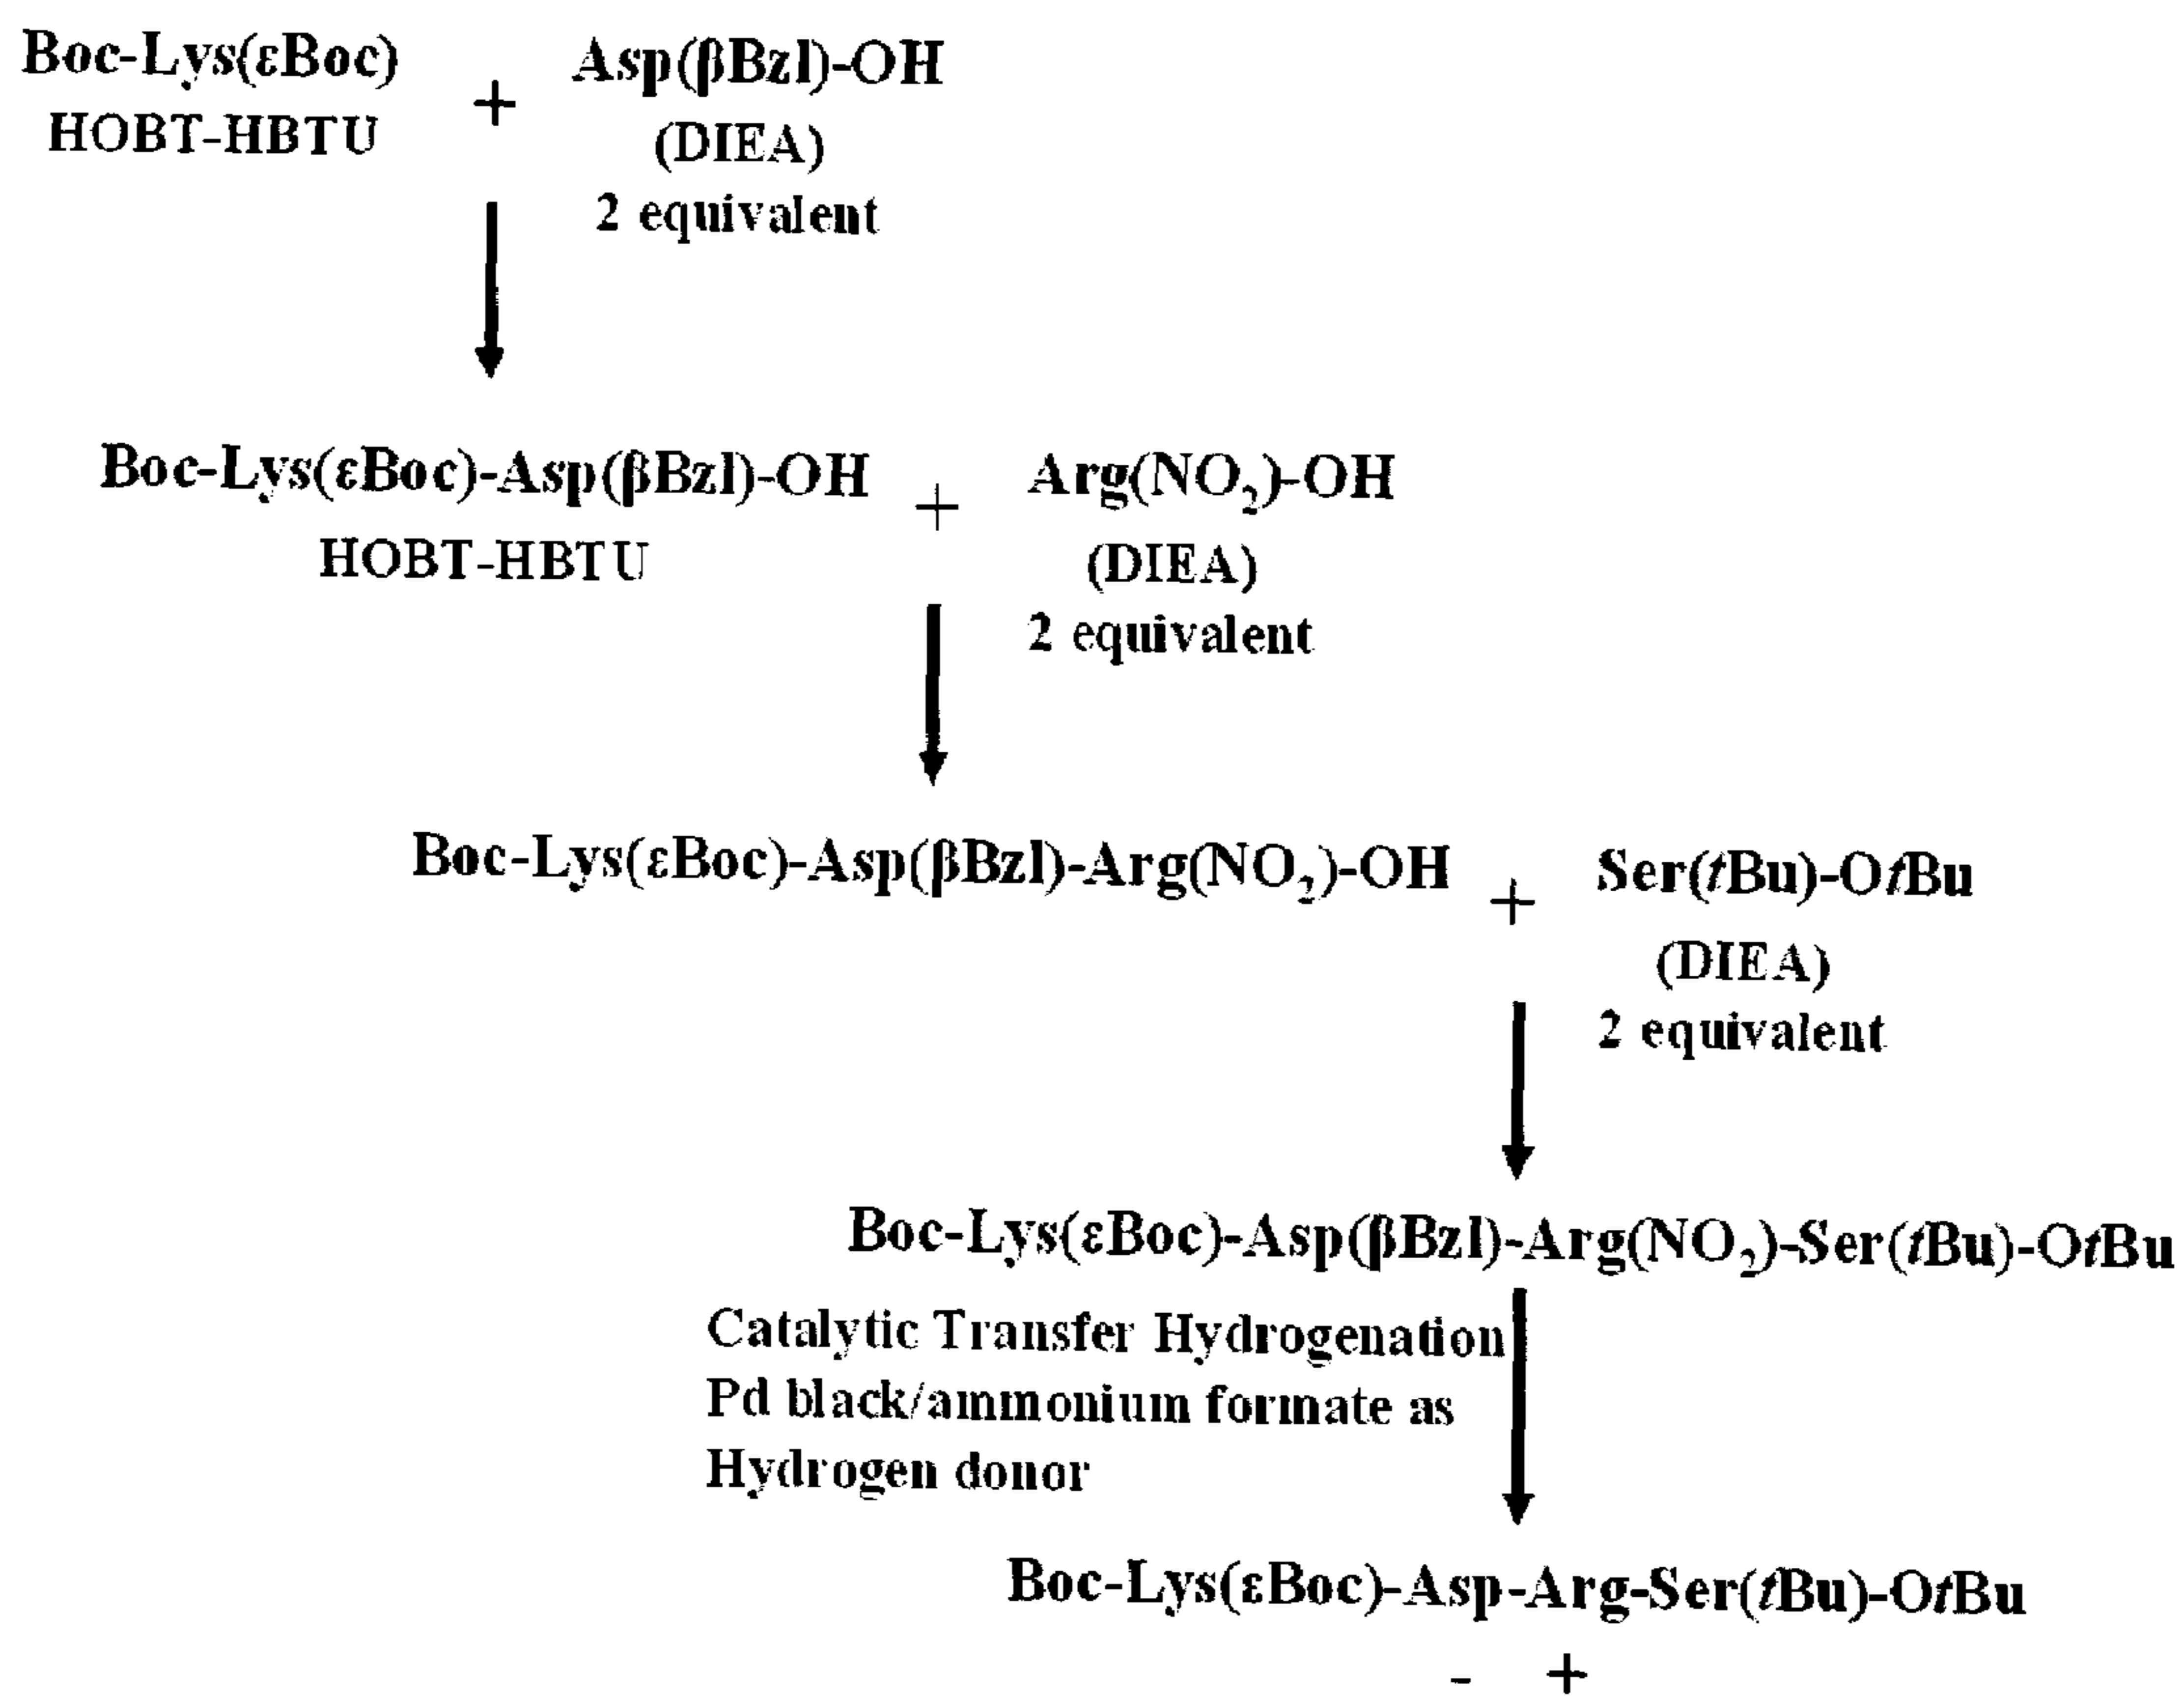 Boc-Lys(εBoc) + Asp(βBzl)-OH
HOBT-HBTU (DIEA)
2 equivalent
Boc-Lys(εBoc)-Asp(βBzl)-OH + Arg(NO₂)-OH
HOBT-HBTU (DIEA)
2 equivalent
Boc-Lys(εBoc)-Asp(βBzl)-Arg(NO₂)-OH + Ser(tBu)-OtBu
(DIEA)
2 equivalent
Boc-Lys(εBoc)-Asp(βBzl)-Arg(NO₂)-Ser(tBu)-OtBu
Catalytic Transfer Hydrogenation
Pd black/ammonium formate as
Hydrogen donor
Boc-Lys(εBoc)-Asp-Arg-Ser(tBu)-OtBu
- +